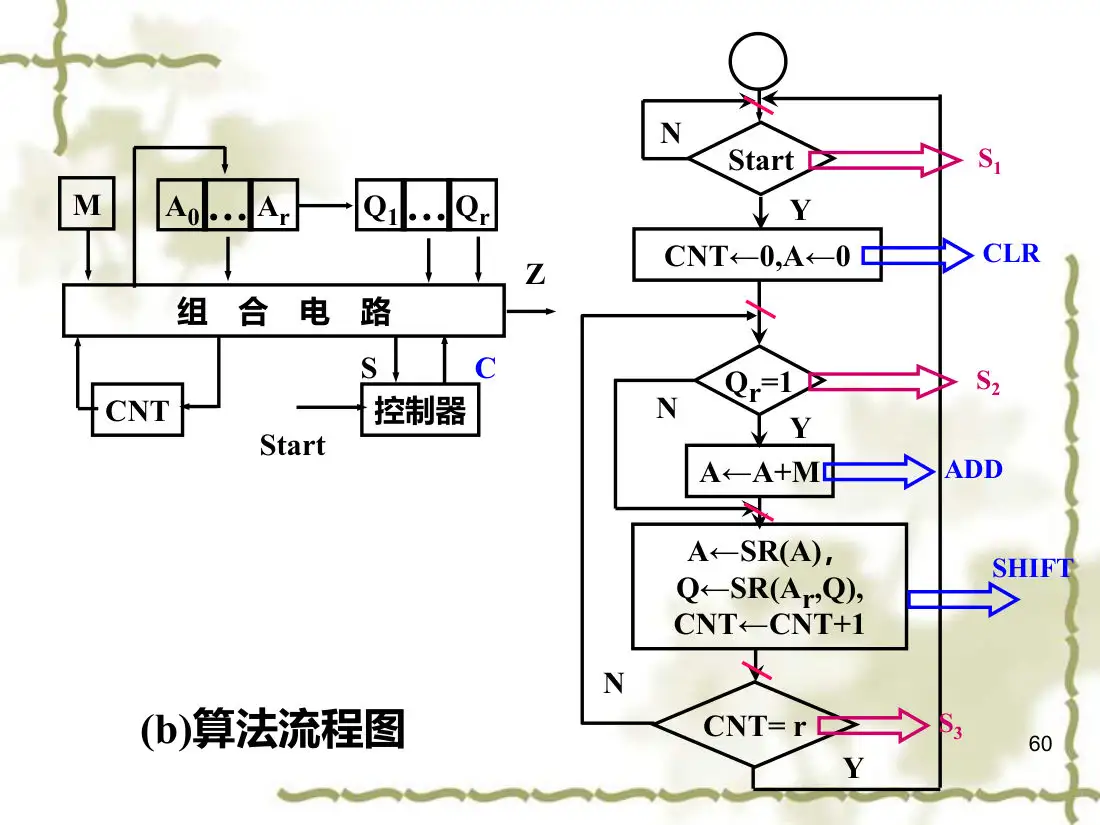 M
A0 … Ar
Q1 … Qr
Z
组 合 电 路
S
C
CNT
控制器
Start
(b)算法流程图
N
Start
S1
Y
CNT←0,A←0
CLR
Qr=1
S2
N
Y
A←A+M
ADD
A←SR(A),
Q←SR(Ar,Q),
CNT←CNT+1
SHIFT
N
CNT= r
S3
Y
60